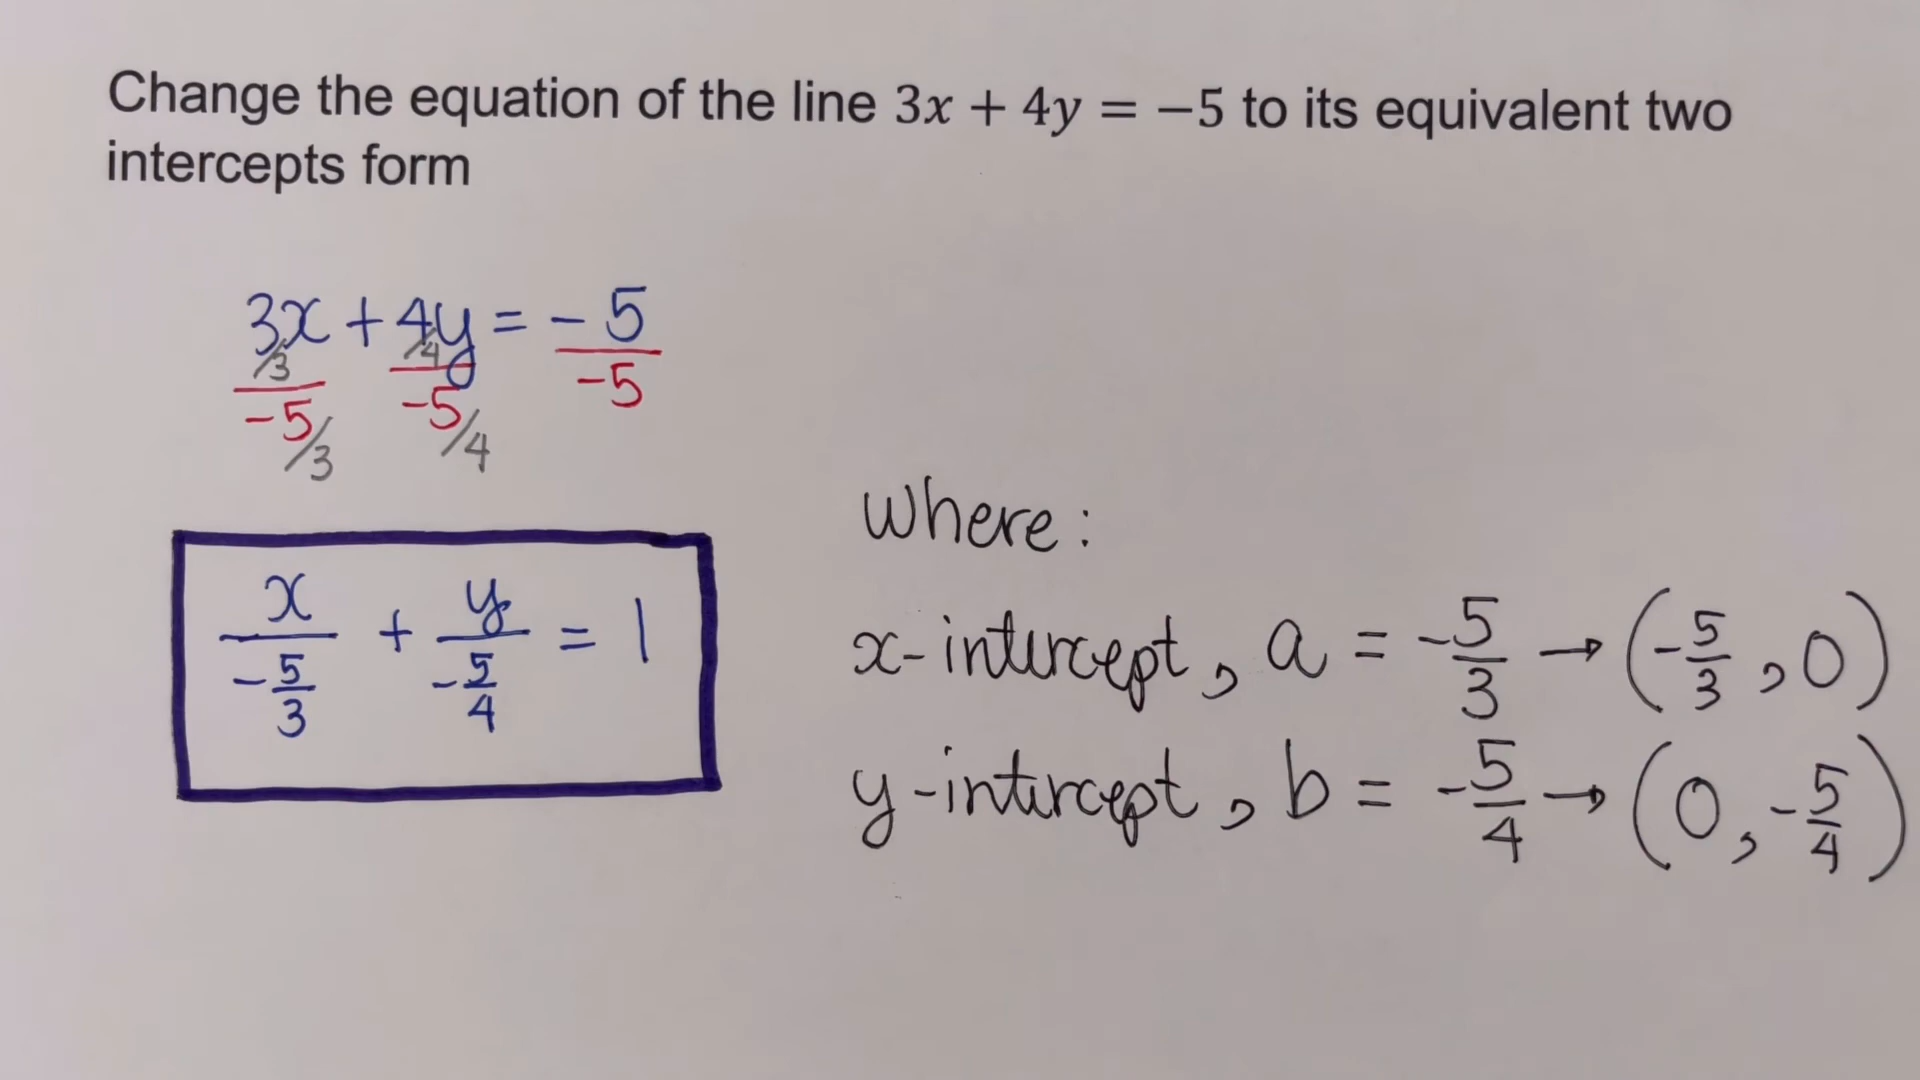 Change the equation of the line 3x + 4y = −5 to its equivalent two
intercepts form
3x + 4y = - 5
/3 /4
-5 -5 -5
/3 /4
x/(-5/3) + y/(-5/4) = 1
where:
x-intercept, a = -5/3 → (-5/3, 0)
y-intercept, b = -5/4 → (0, -5/4)